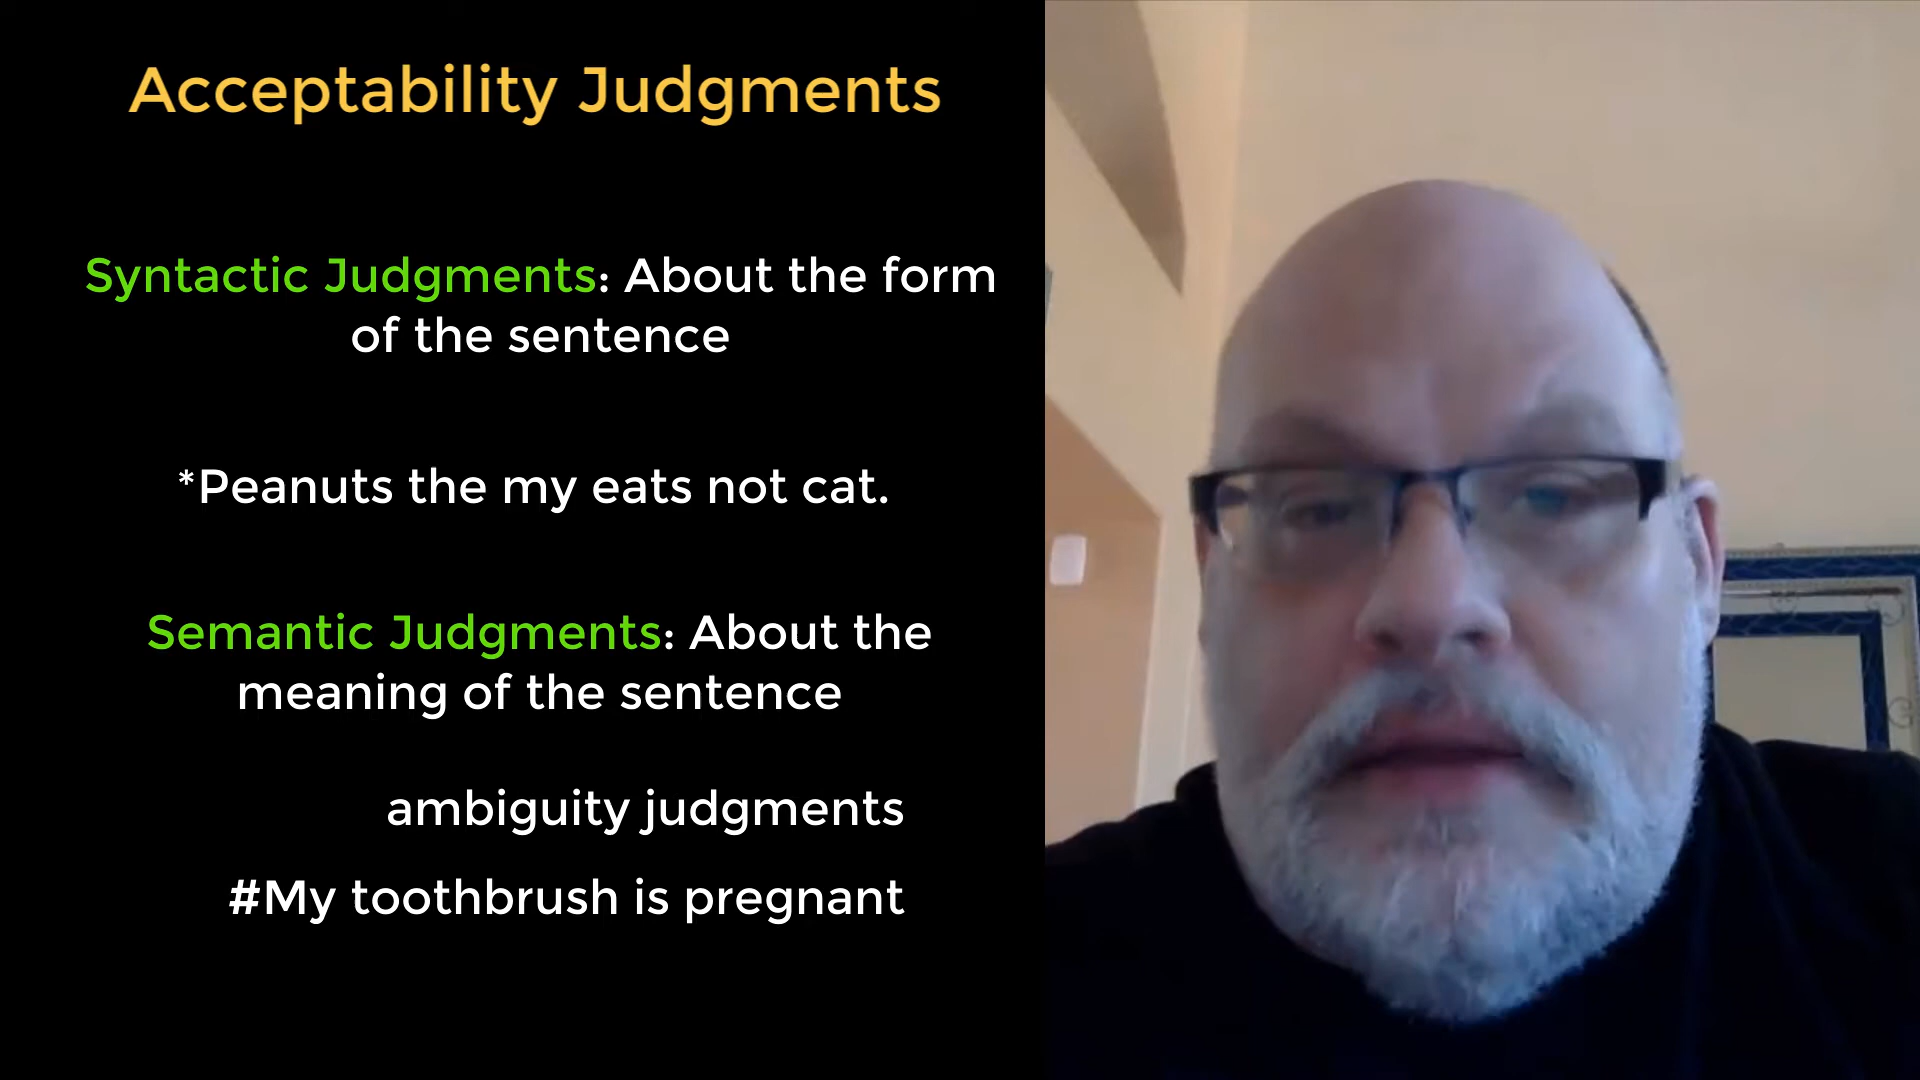 Acceptability Judgments
Syntactic Judgments: About the form
of the sentence
*Peanuts the my eats not cat.
Semantic Judgments: About the
meaning of the sentence
ambiguity judgments
#My toothbrush is pregnant